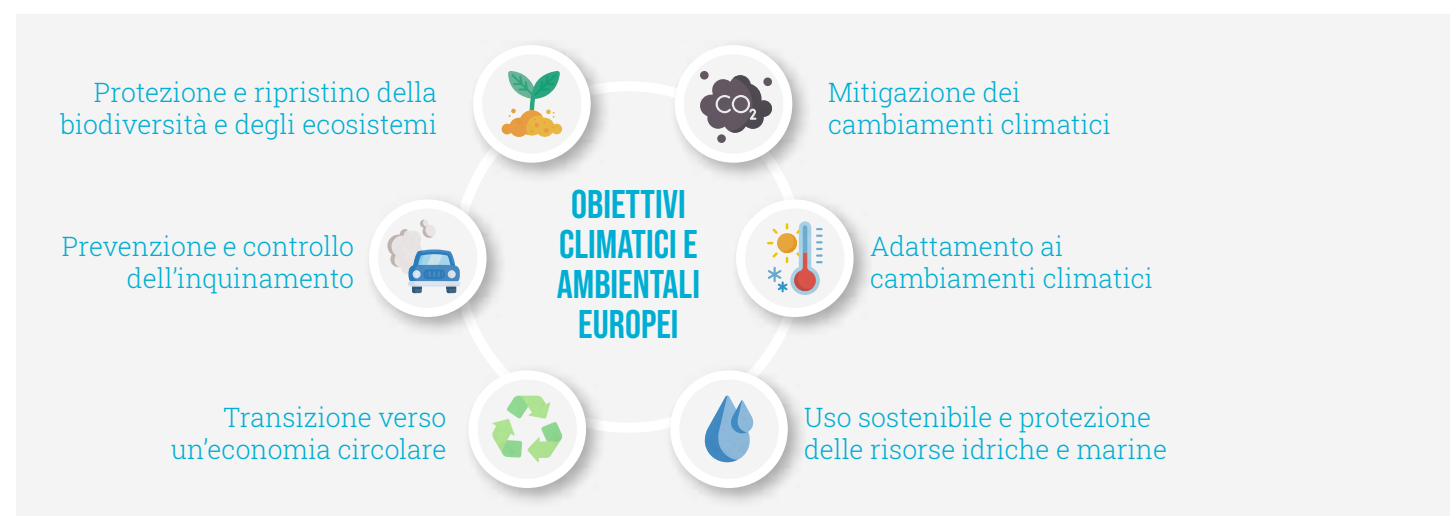 Protezione e ripristino della
biodiversità e degli ecosistemi
CO2
Mitigazione dei
cambiamenti climatici
OBIETTIVI
CLIMATICI E
AMBIENTALI
EUROPEI
Prevenzione e controllo
dell’inquinamento
Adattamento ai
cambiamenti climatici
Transizione verso
un’economia circolare
Uso sostenibile e protezione
delle risorse idriche e marine